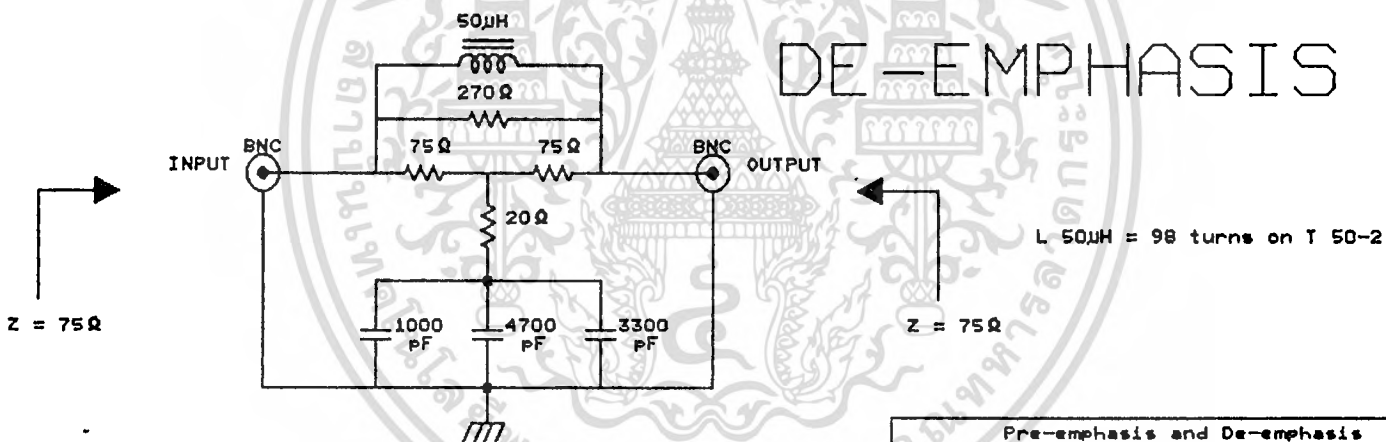 DE-EMPHASIS
50μH
270Ω
75Ω
75Ω
BNC
BNC
INPUT
OUTPUT
20Ω
L 50μH = 98 turns on T 50-2
1000 pF
4700 pF
3300 pF
Z = 75Ω
Z = 75Ω
Pre-emphasis and De-emphasis